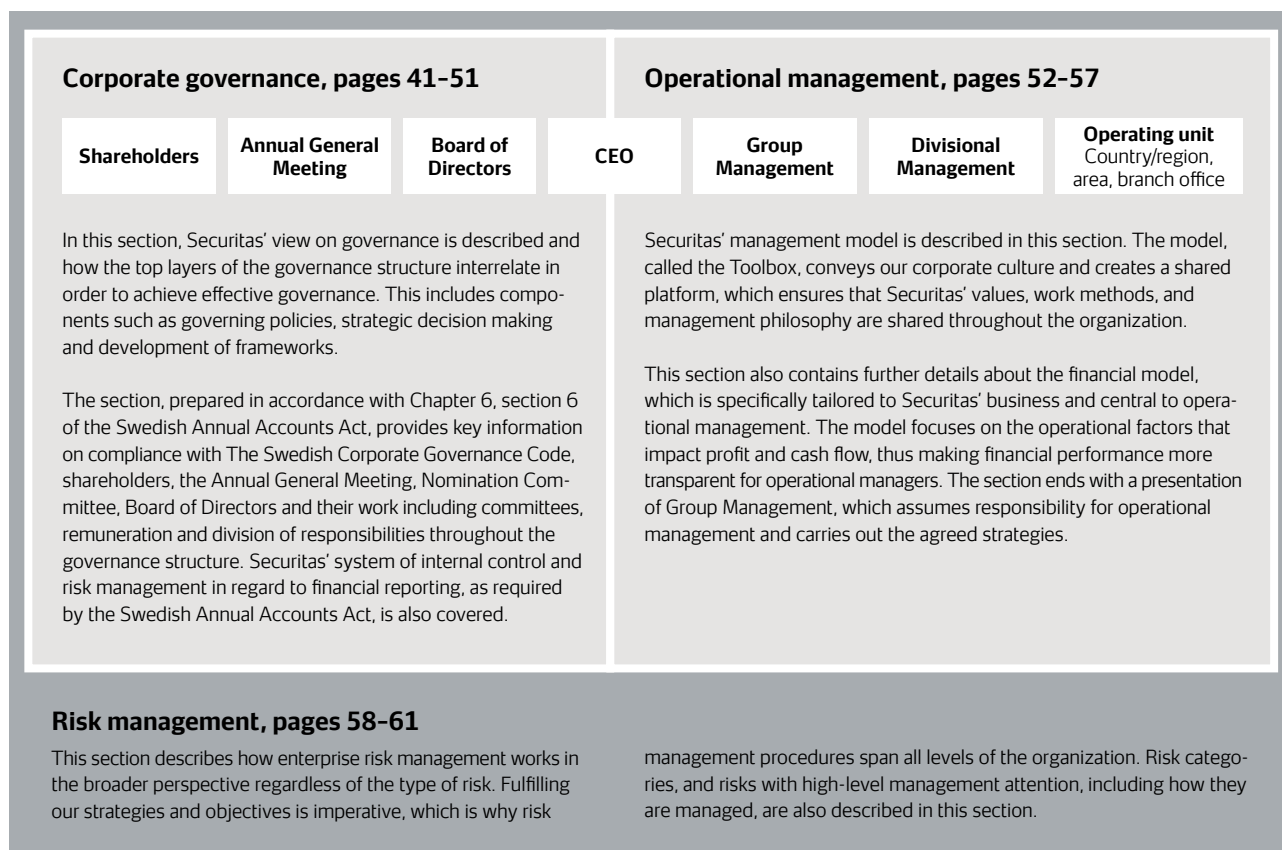 Corporate governance, pages 41–51
Shareholders
Annual General
Meeting
Board of
Directors
CEO
In this section, Securitas’ view on governance is described and
how the top layers of the governance structure interrelate in
order to achieve effective governance. This includes compo-
nents such as governing policies, strategic decision making
and development of frameworks.
The section, prepared in accordance with Chapter 6, section 6
of the Swedish Annual Accounts Act, provides key information
on compliance with The Swedish Corporate Governance Code,
shareholders, the Annual General Meeting, Nomination Com-
mittee, Board of Directors and their work including committees,
remuneration and division of responsibilities throughout the
governance structure. Securitas’ system of internal control and
risk management in regard to financial reporting, as required
by the Swedish Annual Accounts Act, is also covered.
Operational management, pages 52–57
Group
Management
Divisional
Management
Operating unit
Country/region,
area, branch office
Securitas’ management model is described in this section. The model,
called the Toolbox, conveys our corporate culture and creates a shared
platform, which ensures that Securitas’ values, work methods, and
management philosophy are shared throughout the organization.
This section also contains further details about the financial model,
which is specifically tailored to Securitas’ business and central to opera-
tional management. The model focuses on the operational factors that
impact profit and cash flow, thus making financial performance more
transparent for operational managers. The section ends with a presentation
of Group Management, which assumes responsibility for operational
management and carries out the agreed strategies.
Risk management, pages 58–61
This section describes how enterprise risk management works in
the broader perspective regardless of the type of risk. Fulfilling
our strategies and objectives is imperative, which is why risk
management procedures span all levels of the organization. Risk catego-
ries, and risks with high-level management attention, including how they
are managed, are also described in this section.